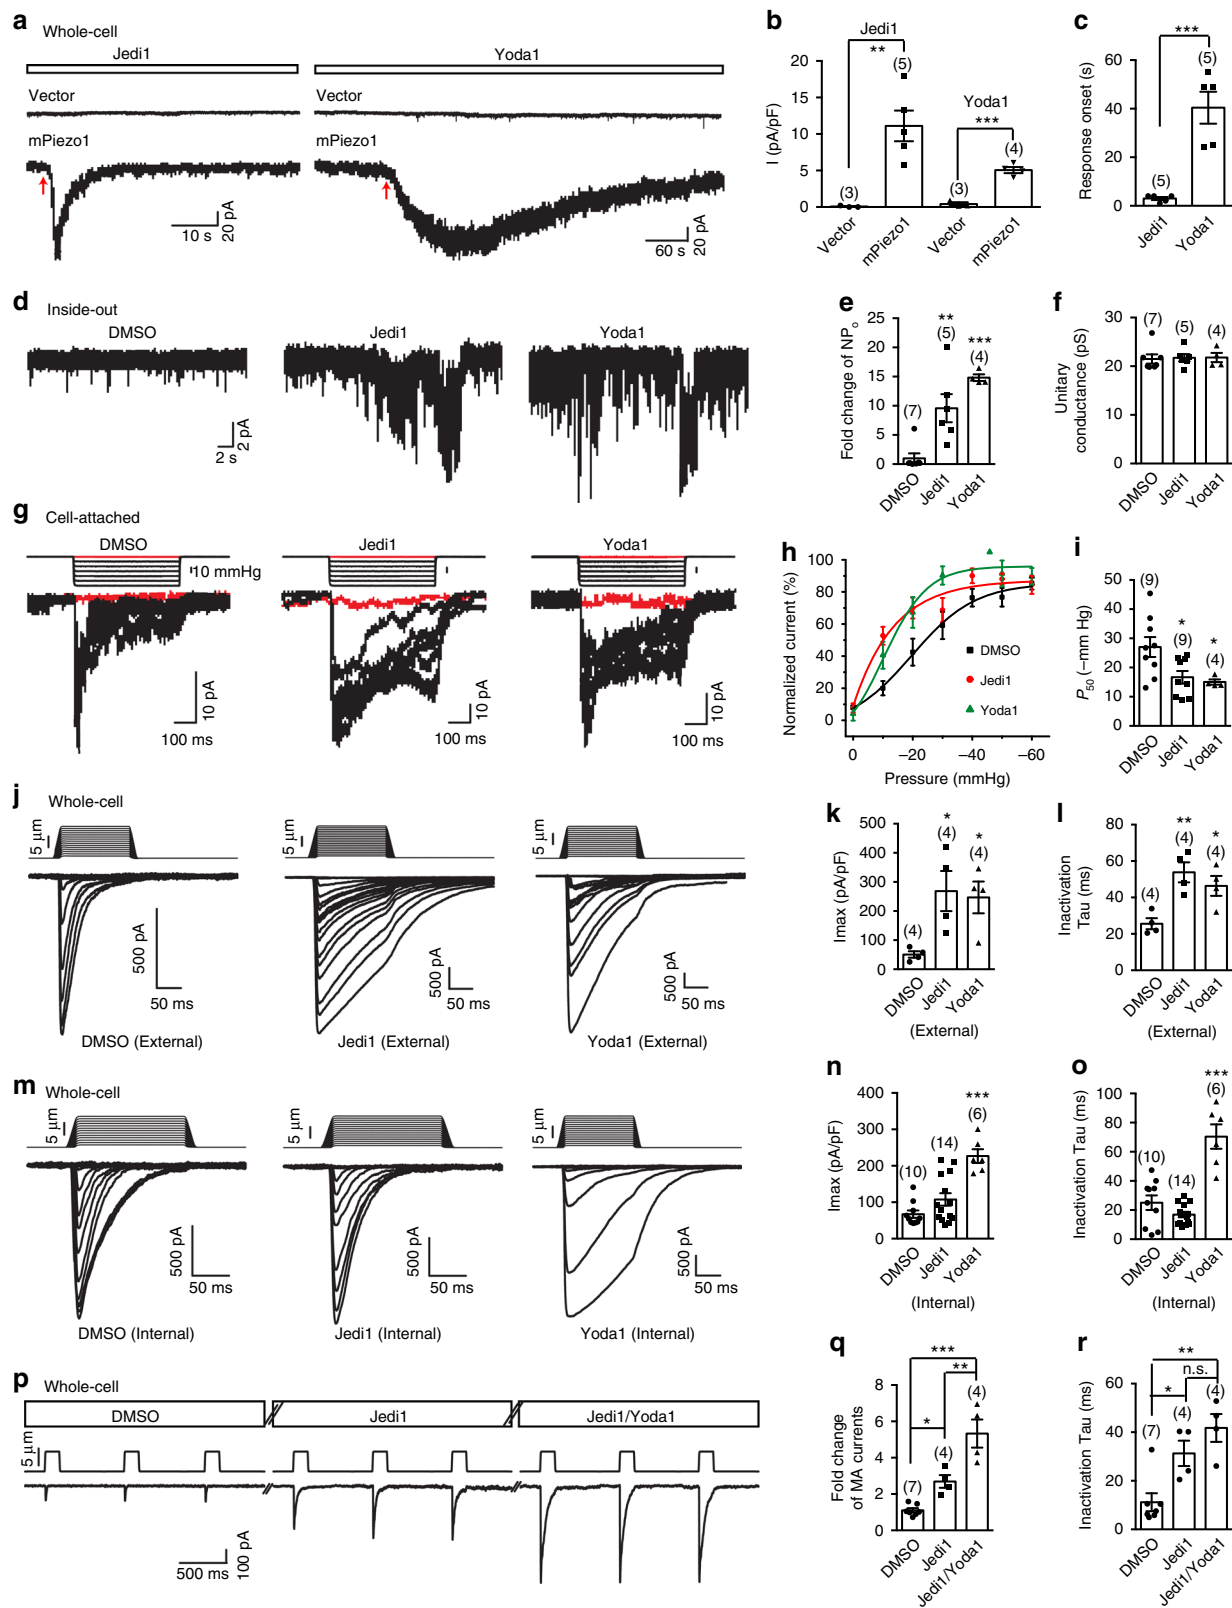 a
Whole-cell
Jedi1
Yoda1
Vector
mPiezo1
10 s
20 pA
60 s
20 pA
b
Jedi1
**
(5)
Yoda1
***
(3)
(3)
(4)
I (pA/pF)
20
15
10
5
0
Vector
mPiezo1
Vector
mPiezo1
c
***
(5)
(5)
Response onset (s)
60
40
20
0
Jedi1
Yoda1
d
Inside-out
DMSO
Jedi1
Yoda1
2 s
2 pA
e
Fold change of NPo
25
20
15
10
5
0
(7)
**
(5)
***
(4)
DMSO
Jedi1
Yoda1
f
Unitary
conductance (pS)
30
20
10
0
(7)
(5)
(4)
DMSO
Jedi1
Yoda1
g
Cell-attached
DMSO
Jedi1
Yoda1
10 mmHg
10 pA
100 ms
10 pA
100 ms
10 pA
100 ms
h
Normalized current (%)
100
80
60
40
20
0
DMSO
Jedi1
Yoda1
0
−20
−40
−60
Pressure (mmHg)
i
P50 (−mm Hg)
50
40
30
20
10
0
(9)
*
(9)
*
(4)
DMSO
Jedi1
Yoda1
j
Whole-cell
5 µm
5 µm
5 µm
500 pA
50 ms
500 pA
50 ms
500 pA
50 ms
DMSO (External)
Jedi1 (External)
Yoda1 (External)
k
Imax (pA/pF)
500
400
300
200
100
0
(4)
*
(4)
*
(4)
DMSO
Jedi1
Yoda1
(External)
l
Inactivation
Tau (ms)
80
60
40
20
0
(4)
**
(4)
*
(4)
DMSO
Jedi1
Yoda1
(External)
m
Whole-cell
5 µm
5 µm
5 µm
500 pA
50 ms
500 pA
50 ms
500 pA
50 ms
DMSO (Internal)
Jedi1 (Internal)
Yoda1 (Internal)
n
Imax (pA/pF)
400
300
200
100
0
(10)
(14)
***
(6)
DMSO
Jedi1
Yoda1
(Internal)
o
Inactivation Tau (ms)
100
80
60
40
20
0
(10)
(14)
***
(6)
DMSO
Jedi1
Yoda1
(Internal)
p
Whole-cell
DMSO
Jedi1
Jedi1/Yoda1
5 µm
500 ms
100 pA
q
Fold change
of MA currents
8
6
4
2
0
***
**
*
(7)
(4)
(4)
DMSO
Jedi1
Jedi1/Yoda1
r
Inactivation Tau (ms)
60
40
20
0
**
n.s.
*
(7)
(4)
(4)
DMSO
Jedi1
Jedi1/Yoda1